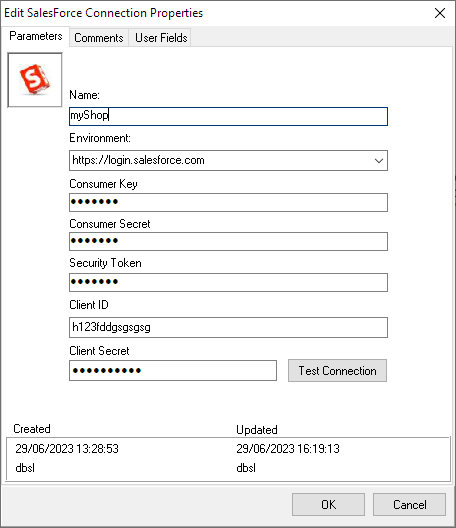 Edit SalesForce Connection Properties
Parameters Comments User Fields
S
Name:
myShop
Environment:
https://login.salesforce.com
Consumer Key
•••••••
Consumer Secret
•••••••
Security Token
•••••••
Client ID
h123fddgsgsgsg
Client Secret
•••••••••• Test Connection
Created Updated
29/06/2023 13:28:53 29/06/2023 16:19:13
dbsl dbsl
OK Cancel